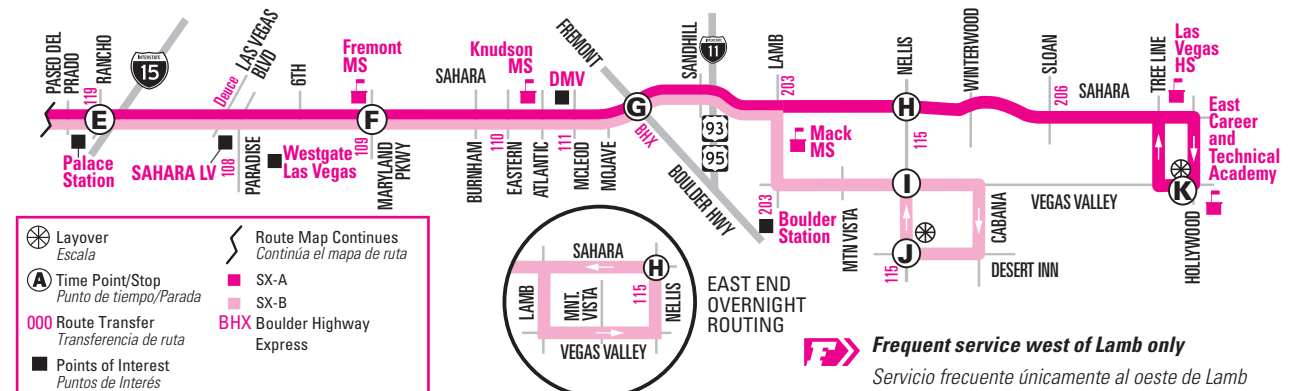 PASEO DEL
PRADO
RANCHO
119
E
INTERSTATE
15
Palace
Station
Deuce
LAS VEGAS
BLVD
SAHARA LV
108
PARADISE
6TH
Westgate
Las Vegas
Fremont
MS
F
109
MARYLAND
PKWY
SAHARA
BURNHAM
110
EASTERN
Knudson
MS
ATLANTIC
DMV
111
MCLEOD
MOJAVE
FREMONT
G
BHX
BOULDER HWY
SANDHILL
INTERSTATE
11
93
95
LAMB
203
Mack
MS
203
Boulder
Station
MTN VISTA
NELLIS
H
115
I
J
115
WINTERWOOD
CABANA
DESERT INN
SLOAN
206
SAHARA
VEGAS VALLEY
TREE LINE
Las
Vegas
HS
East
Career
and
Technical
Academy
K
HOLLYWOOD
Layover
Escala
A Time Point/Stop
Punto de tiempo/Parada
000 Route Transfer
Transferencia de ruta
Points of Interest
Puntos de Interés
Route Map Continues
Continúa el mapa de ruta
SX-A
SX-B
BHX Boulder Highway
Express
SAHARA
H
LAMB
MNT.
VISTA
115
NELLIS
VEGAS VALLEY
EAST END
OVERNIGHT
ROUTING
F Frequent service west of Lamb only
Servicio frecuente únicamente al oeste de Lamb